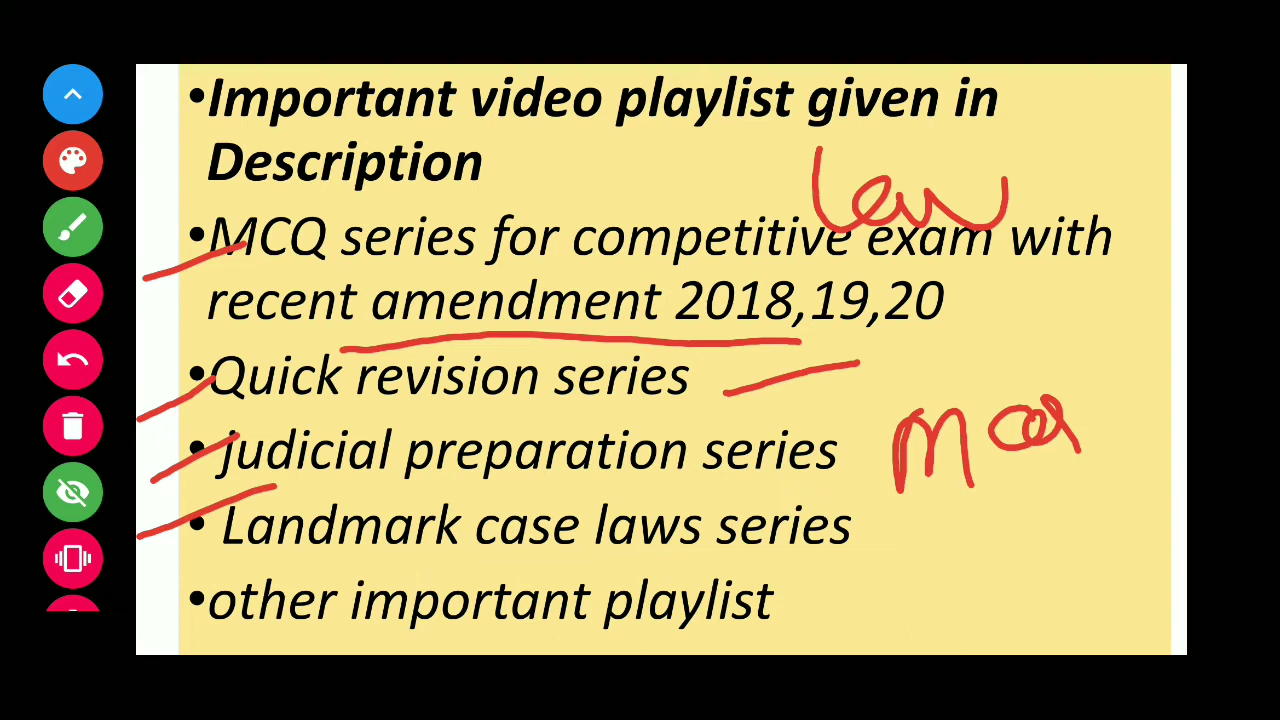 •Important video playlist given in
Description
law
•MCQ series for competitive exam with
recent amendment 2018,19,20
•Quick revision series
• judicial preparation series
MCQ
• Landmark case laws series
•other important playlist